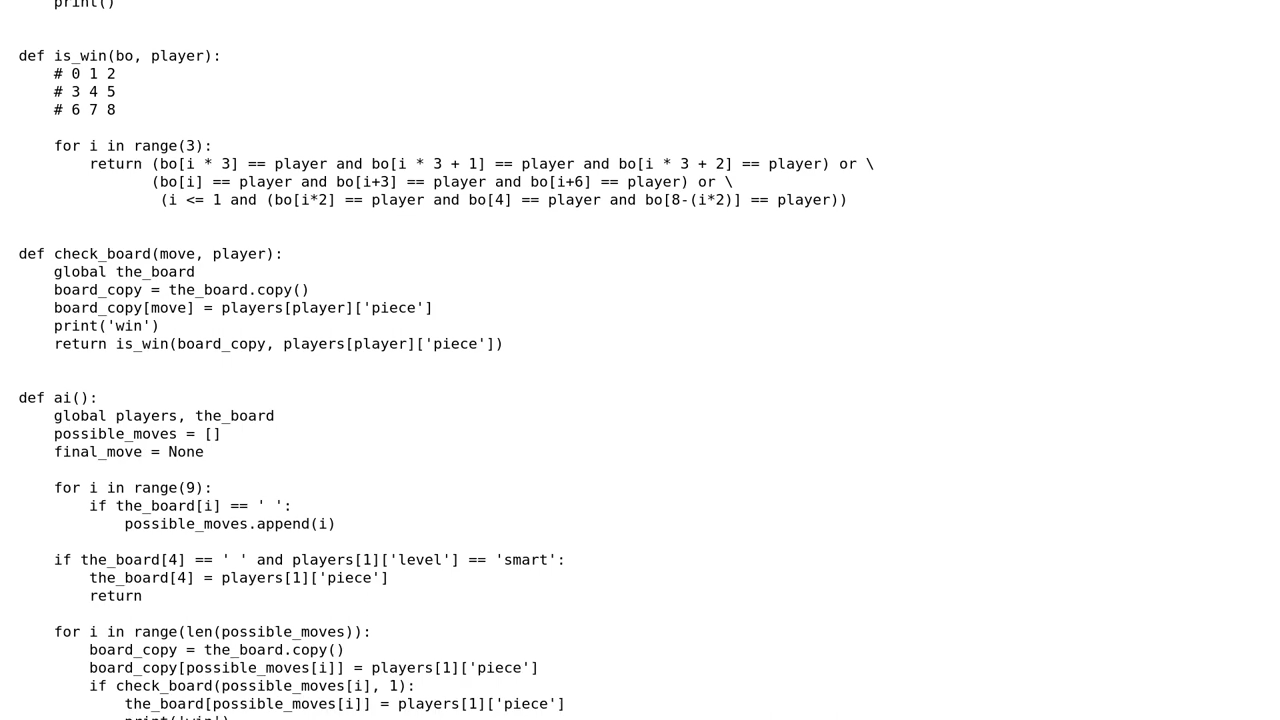 print()
def is_win(bo, player):
    # 0 1 2
    # 3 4 5
    # 6 7 8
    for i in range(3):
        return (bo[i * 3] == player and bo[i * 3 + 1] == player and bo[i * 3 + 2] == player) or \
               (bo[i] == player and bo[i+3] == player and bo[i+6] == player) or \
                (i <= 1 and (bo[i*2] == player and bo[4] == player and bo[8-(i*2)] == player))
def check_board(move, player):
    global the_board
    board_copy = the_board.copy()
    board_copy[move] = players[player]['piece']
    print('win')
    return is_win(board_copy, players[player]['piece'])
def ai():
    global players, the_board
    possible_moves = []
    final_move = None
    for i in range(9):
        if the_board[i] == ' ':
            possible_moves.append(i)
    if the_board[4] == ' ' and players[1]['level'] == 'smart':
        the_board[4] = players[1]['piece']
        return
    for i in range(len(possible_moves)):
        board_copy = the_board.copy()
        board_copy[possible_moves[i]] = players[1]['piece']
        if check_board(possible_moves[i], 1):
            the_board[possible_moves[i]] = players[1]['piece']
            print('win')